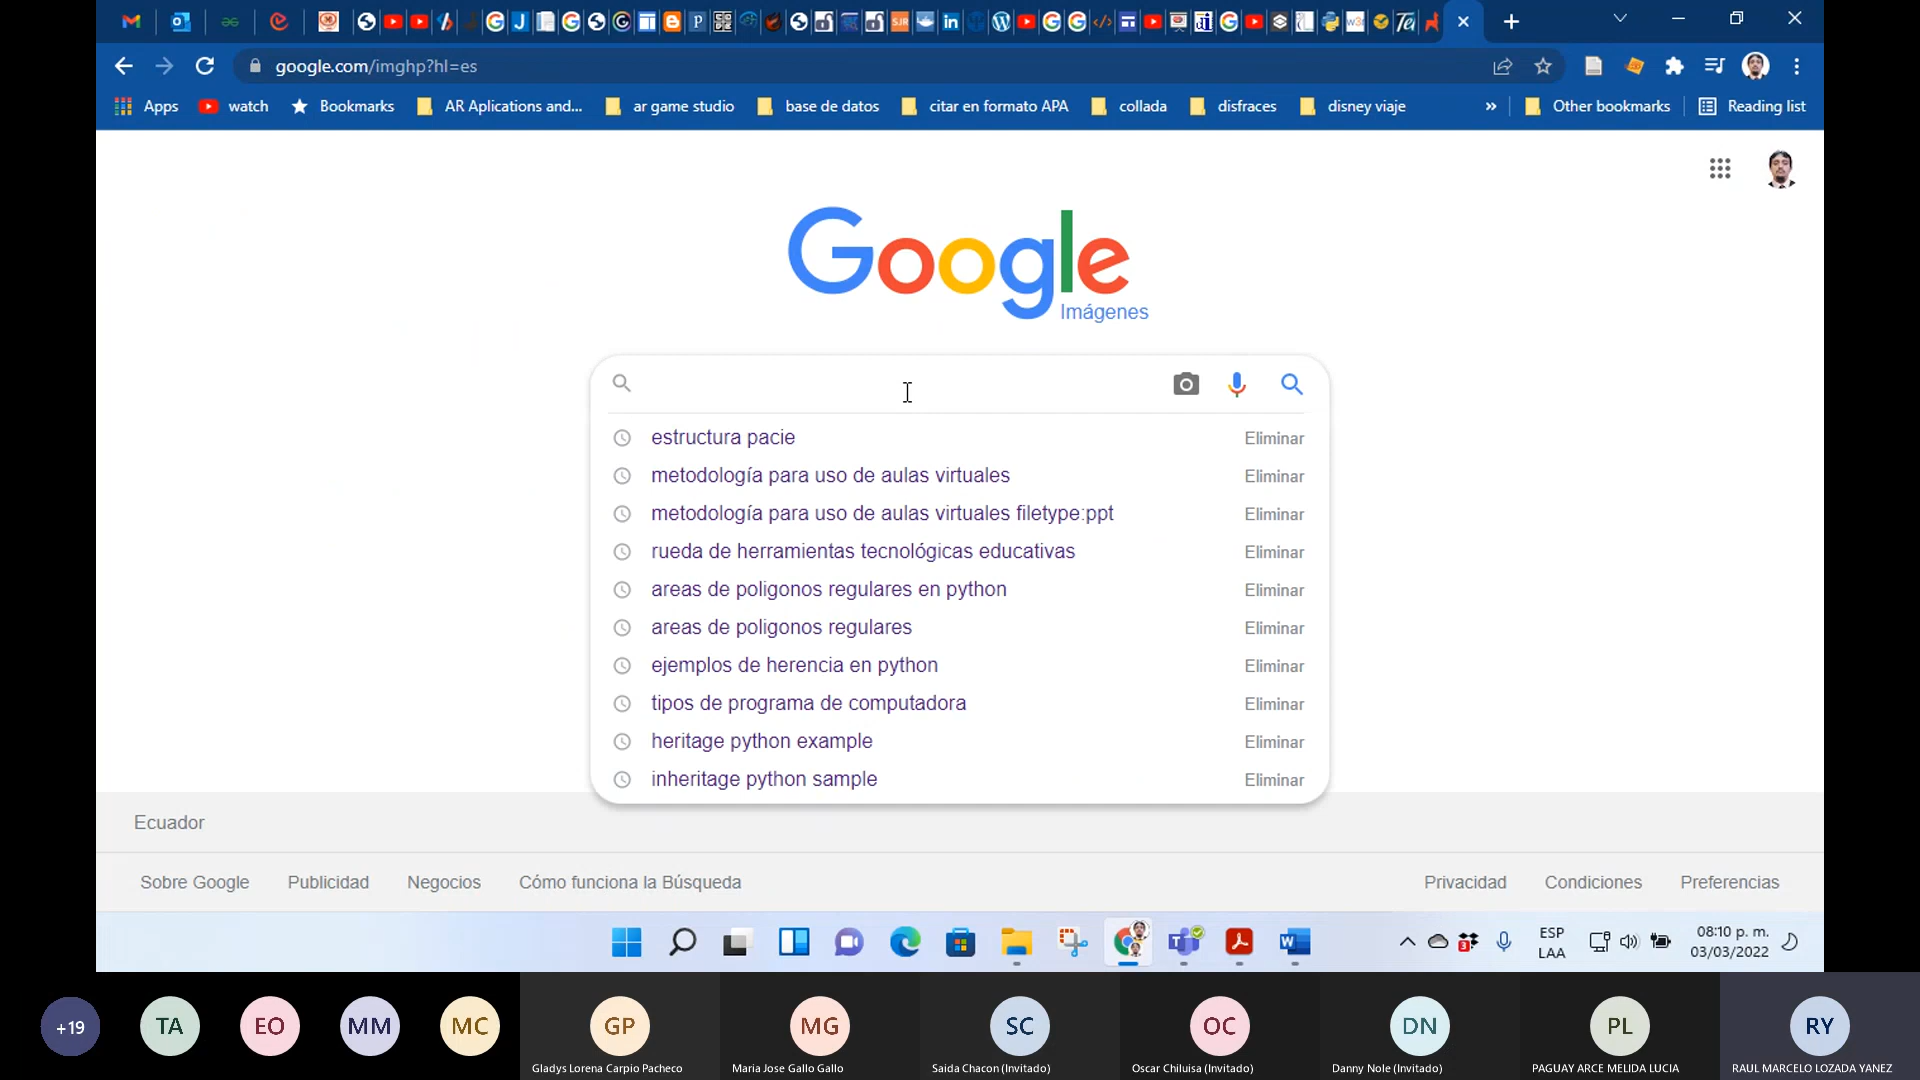 google.com/imghp?hl=es
Apps
watch
Bookmarks
AR Aplications and...
ar game studio
base de datos
citar en formato APA
collada
disfraces
disney viaje
»
Other bookmarks
Reading list
Google
Imágenes
estructura pacie Eliminar
metodología para uso de aulas virtuales Eliminar
metodología para uso de aulas virtuales filetype:ppt Eliminar
rueda de herramientas tecnológicas educativas Eliminar
areas de poligonos regulares en python Eliminar
areas de poligonos regulares Eliminar
ejemplos de herencia en python Eliminar
tipos de programa de computadora Eliminar
heritage python example Eliminar
inheritage python sample Eliminar
Ecuador
Sobre Google Publicidad Negocios Cómo funciona la Búsqueda Privacidad Condiciones Preferencias
ESP
LAA
08:10 p. m.
03/03/2022
+19
TA
EO
MM
MC
GP
MG
SC
OC
DN
PL
RY
Gladys Lorena Carpio Pacheco
Maria Jose Gallo Gallo
Saida Chacon (Invitado)
Oscar Chiluisa (Invitado)
Danny Nole (Invitado)
PAGUAY ARCE MELIDA LUCIA
RAUL MARCELO LOZADA YANEZ